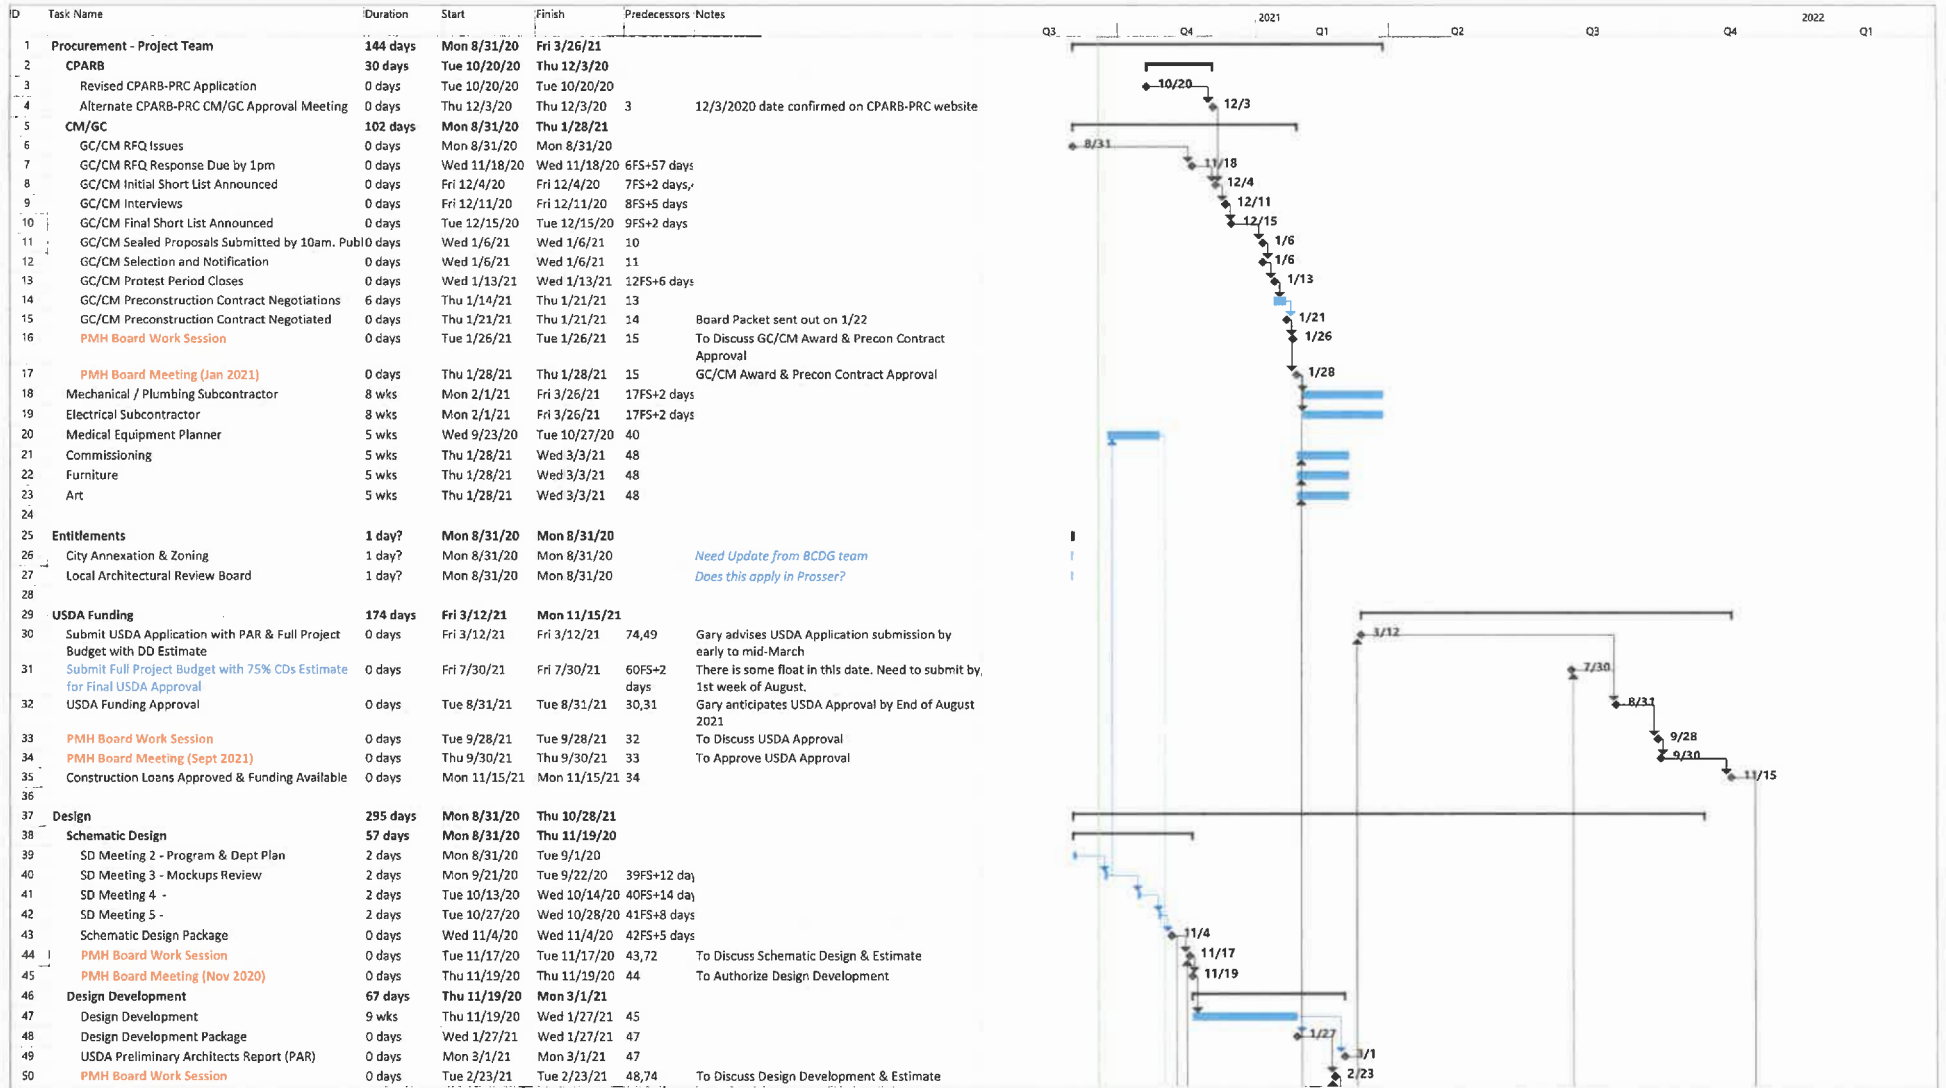 ID Task Name Duration Start Finish Predecessors Notes
2021 2022
Q3 Q4 Q1 Q2 Q3 Q4 Q1
1 Procurement - Project Team 144 days Mon 8/31/20 Fri 3/26/21
2 CPARB 30 days Tue 10/20/20 Thu 12/3/20
3 Revised CPARB-PRC Application 0 days Tue 10/20/20 Tue 10/20/20 10/20
4 Alternate CPARB-PRC CM/GC Approval Meeting 0 days Thu 12/3/20 Thu 12/3/20 3 12/3/2020 date confirmed on CPARB-PRC website 12/3
5 CM/GC 102 days Mon 8/31/20 Thu 1/28/21
6 GC/CM RFQ Issues 0 days Mon 8/31/20 Mon 8/31/20 8/31
7 GC/CM RFQ Response Due by 1pm 0 days Wed 11/18/20 Wed 11/18/20 6FS+57 days 11/18
8 GC/CM Initial Short List Announced 0 days Fri 12/4/20 Fri 12/4/20 7FS+2 days, 12/4
9 GC/CM Interviews 0 days Fri 12/11/20 Fri 12/11/20 8FS+5 days 12/11
10 GC/CM Final Short List Announced 0 days Tue 12/15/20 Tue 12/15/20 9FS+2 days 12/15
11 GC/CM Sealed Proposals Submitted by 10am. Publ 0 days Wed 1/6/21 Wed 1/6/21 10 1/6
12 GC/CM Selection and Notification 0 days Wed 1/6/21 Wed 1/6/21 11 1/6
13 GC/CM Protest Period Closes 0 days Wed 1/13/21 Wed 1/13/21 12FS+6 days 1/13
14 GC/CM Preconstruction Contract Negotiations 6 days Thu 1/14/21 Thu 1/21/21 13
15 GC/CM Preconstruction Contract Negotiated 0 days Thu 1/21/21 Thu 1/21/21 14 Board Packet sent out on 1/22 1/21
16 PMH Board Work Session 0 days Tue 1/26/21 Tue 1/26/21 15 To Discuss GC/CM Award & Precon Contract 1/26
Approval
17 PMH Board Meeting (Jan 2021) 0 days Thu 1/28/21 Thu 1/28/21 15 GC/CM Award & Precon Contract Approval 1/28
18 Mechanical / Plumbing Subcontractor 8 wks Mon 2/1/21 Fri 3/26/21 17FS+2 days
19 Electrical Subcontractor 8 wks Mon 2/1/21 Fri 3/26/21 17FS+2 days
20 Medical Equipment Planner 5 wks Wed 9/23/20 Tue 10/27/20 40
21 Commissioning 5 wks Thu 1/28/21 Wed 3/3/21 48
22 Furniture 5 wks Thu 1/28/21 Wed 3/3/21 48
23 Art 5 wks Thu 1/28/21 Wed 3/3/21 48
24
25 Entitlements 1 day? Mon 8/31/20 Mon 8/31/20
26 City Annexation & Zoning 1 day? Mon 8/31/20 Mon 8/31/20 Need Update from BCDG team
27 Local Architectural Review Board 1 day? Mon 8/31/20 Mon 8/31/20 Does this apply in Prosser?
28
29 USDA Funding 174 days Fri 3/12/21 Mon 11/15/21
30 Submit USDA Application with PAR & Full Project 0 days Fri 3/12/21 Fri 3/12/21 74,49 Gary advises USDA Application submission by 3/12
Budget with DD Estimate early to mid-March
31 Submit Full Project Budget with 75% CDs Estimate 0 days Fri 7/30/21 Fri 7/30/21 60FS+2 There is some float in this date. Need to submit by 7/30
for Final USDA Approval days 1st week of August.
32 USDA Funding Approval 0 days Tue 8/31/21 Tue 8/31/21 30,31 Gary anticipates USDA Approval by End of August 8/31
2021
33 PMH Board Work Session 0 days Tue 9/28/21 Tue 9/28/21 32 To Discuss USDA Approval 9/28
34 PMH Board Meeting (Sept 2021) 0 days Thu 9/30/21 Thu 9/30/21 33 To Approve USDA Approval 9/30
35 Construction Loans Approved & Funding Available 0 days Mon 11/15/21 Mon 11/15/21 34 11/15
36
37 Design 295 days Mon 8/31/20 Thu 10/28/21
38 Schematic Design 57 days Mon 8/31/20 Thu 11/19/20
39 SD Meeting 2 - Program & Dept Plan 2 days Mon 8/31/20 Tue 9/1/20
40 SD Meeting 3 - Mockups Review 2 days Mon 9/21/20 Tue 9/22/20 39FS+12 day
41 SD Meeting 4 - 2 days Tue 10/13/20 Wed 10/14/20 40FS+14 day
42 SD Meeting 5 - 2 days Tue 10/27/20 Wed 10/28/20 41FS+8 days
43 Schematic Design Package 0 days Wed 11/4/20 Wed 11/4/20 42FS+5 days 11/4
44 PMH Board Work Session 0 days Tue 11/17/20 Tue 11/17/20 43,72 To Discuss Schematic Design & Estimate 11/17
45 PMH Board Meeting (Nov 2020) 0 days Thu 11/19/20 Thu 11/19/20 44 To Authorize Design Development 11/19
46 Design Development 67 days Thu 11/19/20 Mon 3/1/21
47 Design Development 9 wks Thu 11/19/20 Wed 1/27/21 45
48 Design Development Package 0 days Wed 1/27/21 Wed 1/27/21 47 1/27
49 USDA Preliminary Architects Report (PAR) 0 days Mon 3/1/21 Mon 3/1/21 47 3/1
50 PMH Board Work Session 0 days Tue 2/23/21 Tue 2/23/21 48,74 To Discuss Design Development & Estimate 2/23